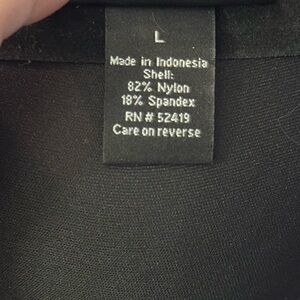 L
Made in Indonesia
Shell:
82% Nylon
18% Spandex
RN # 52419
Care on reverse